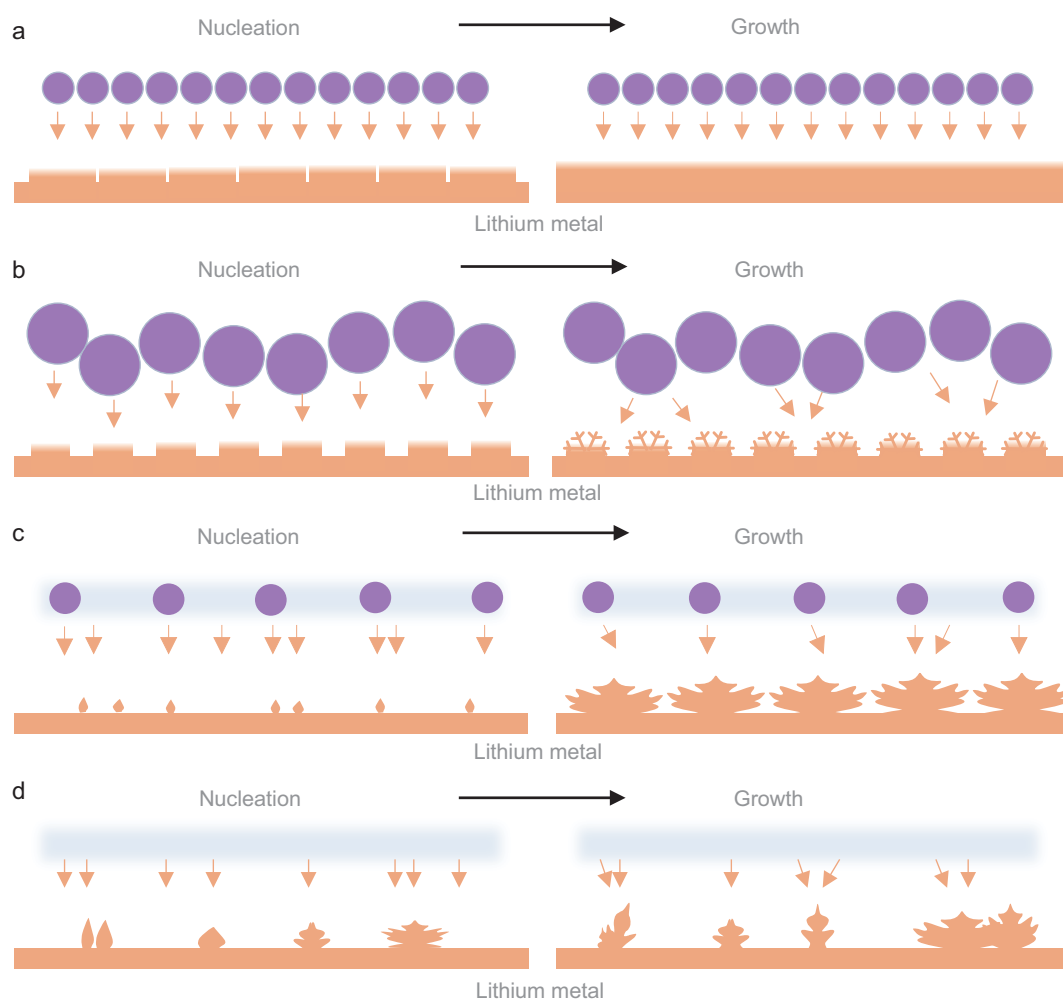 a
Nucleation
Growth
Lithium metal
b
Nucleation
Growth
Lithium metal
c
Nucleation
Growth
Lithium metal
d
Nucleation
Growth
Lithium metal